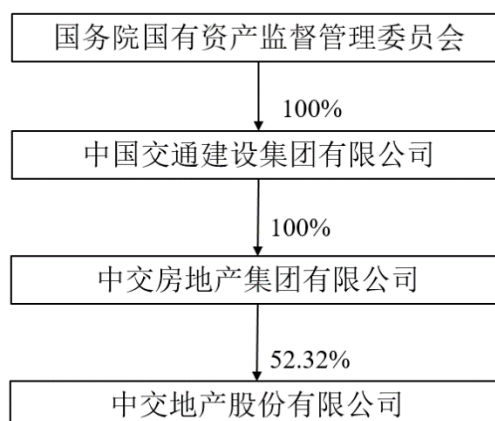 国务院国有资产监督管理委员会
100%
中国交通建设集团有限公司
100%
中交房地产集团有限公司
52.32%
中交地产股份有限公司